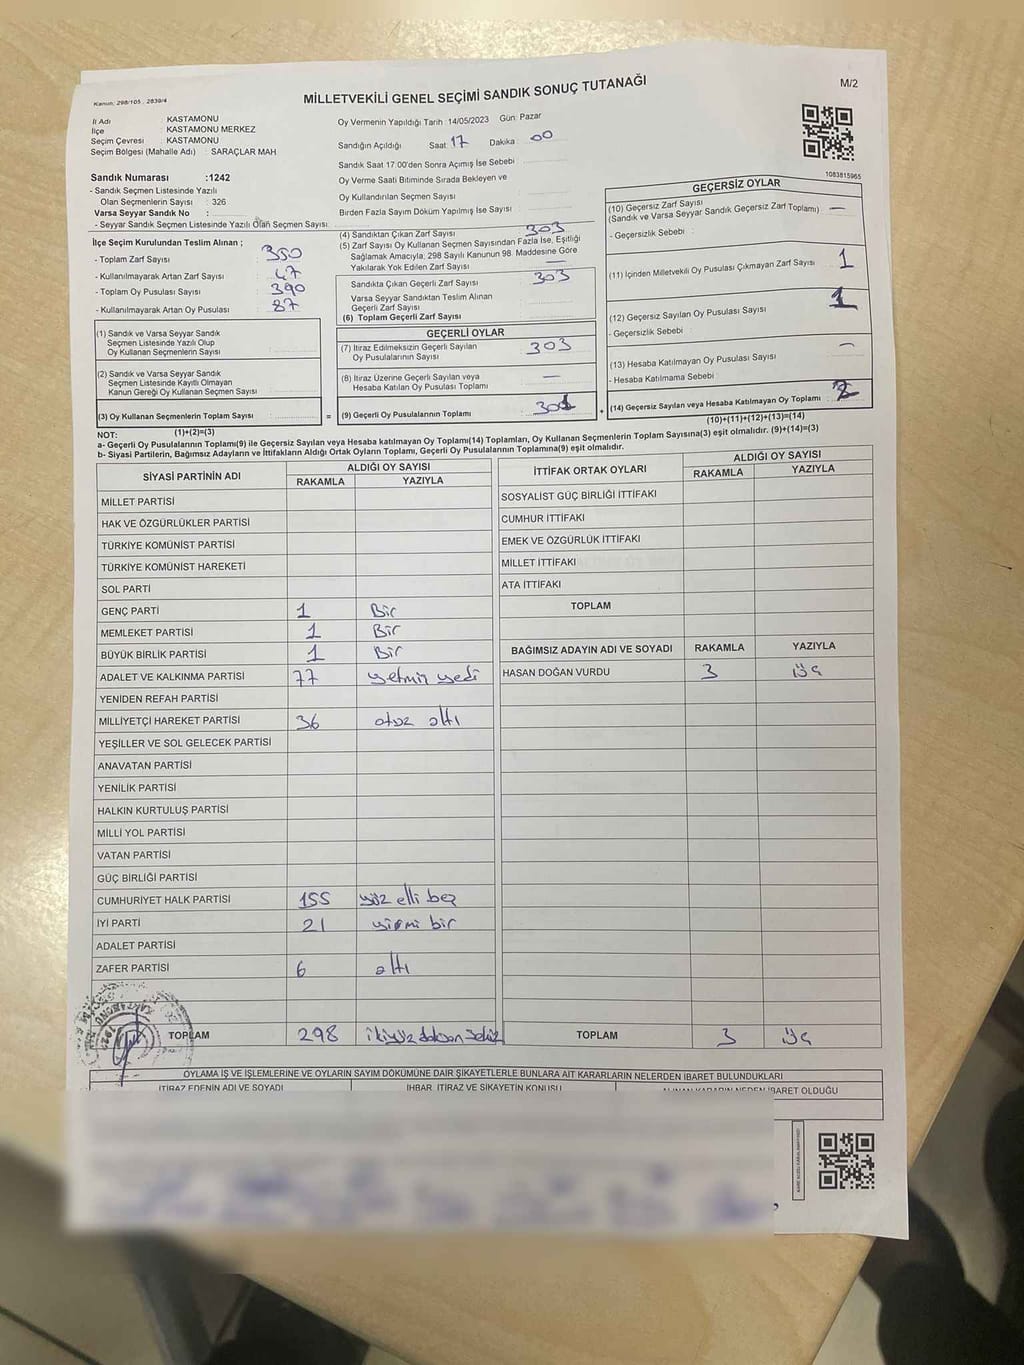 Kanun; 298/105 , 2839/4
MİLLETVEKİLİ GENEL SEÇİMİ SANDIK SONUÇ TUTANAĞI
M/2
İl Adı : KASTAMONU
İlçe : KASTAMONU MERKEZ
Seçim Çevresi : KASTAMONU
Seçim Bölgesi (Mahalle Adı) : SARAÇLAR MAH
Oy Vermenin Yapıldığı Tarih : 14/05/2023 Gün: Pazar
Sandığın Açıldığı Saat : 17 Dakika : 00
Sandık Saat 17.00'den Sonra Açımış İse Sebebi :
Oy Verme Saati Bitiminde Sırada Bekleyen ve
Oy Kullandırılan Seçmen Sayısı :
Birden Fazla Sayım Döküm Yapılmış İse Sayısı :
1083815965
Sandık Numarası :1242
- Sandık Seçmen Listesinde Yazılı
Olan Seçmenlerin Sayısı : 326
Varsa Seyyar Sandık No :
- Seyyar Sandık Seçmen Listesinde Yazılı Olan Seçmen Sayısı:
İlçe Seçim Kurulundan Teslim Alınan ;
- Toplam Zarf Sayısı : 350
- Kullanılmayarak Artan Zarf Sayısı : 47
- Toplam Oy Pusulası Sayısı : 390
- Kullanılmayarak Artan Oy Pusulası : 87
(1) Sandık ve Varsa Seyyar Sandık
Seçmen Listesinde Yazılı Olup
Oy Kullanan Seçmenlerin Sayısı :
(2) Sandık ve Varsa Seyyar Sandık
Seçmen Listesinde Kayıtlı Olmayan
Kanun Gereği Oy Kullanan Seçmen Sayısı :
(3) Oy Kullanan Seçmenlerin Toplam Sayısı :
(1)+(2)=(3)
(4) Sandıktan Çıkan Zarf Sayısı : 303
(5) Zarf Sayısı Oy Kullanan Seçmen Sayısından Fazla İse, Eşitliği
Sağlamak Amacıyla, 298 Sayılı Kanunun 98. Maddesine Göre
Yakılarak Yok Edilen Zarf Sayısı : —
Sandıkta Çıkan Geçerli Zarf Sayısı : 303
Varsa Seyyar Sandıktan Teslim Alınan
Geçerli Zarf Sayısı :
(6) Toplam Geçerli Zarf Sayısı :
GEÇERLİ OYLAR
(7) İtiraz Edilmeksizin Geçerli Sayılan
Oy Pusulalarının Sayısı : 303
(8) İtiraz Üzerine Geçerli Sayılan veya
Hesaba Katılan Oy Pusulası Toplamı : —
= (9) Geçerli Oy Pusulalarının Toplamı : 301
GEÇERSİZ OYLAR
(10) Geçersiz Zarf Sayısı
(Sandık ve Varsa Seyyar Sandık Geçersiz Zarf Toplamı) : —
- Geçersizlik Sebebi :
(11) İçinden Milletvekili Oy Pusulası Çıkmayan Zarf Sayısı : 1
(12) Geçersiz Sayılan Oy Pusulası Sayısı : 1
- Geçersizlik Sebebi :
(13) Hesaba Katılmayan Oy Pusulası Sayısı : —
- Hesaba Katılmama Sebebi :
+ (14) Geçersiz Sayılan veya Hesaba Katılmayan Oy Toplamı : 2
(10)+(11)+(12)+(13)=(14)
NOT:
a- Geçerli Oy Pusulalarının Toplamı(9) ile Geçersiz Sayılan veya Hesaba katılmayan Oy Toplamı(14) Toplamları, Oy Kullanan Seçmenlerin Toplam Sayısına(3) eşit olmalıdır. (9)+(14)=(3)
b- Siyasi Partilerin, Bağımsız Adayların ve İttifakların Aldığı Ortak Oyların Toplamı, Geçerli Oy Pusulalarının Toplamına(9) eşit olmalıdır.
SİYASİ PARTİNİN ADI ALDIĞI OY SAYISI
RAKAMLA YAZIYLA
MİLLET PARTİSİ
HAK VE ÖZGÜRLÜKLER PARTİSİ
TÜRKİYE KOMÜNİST PARTİSİ
TÜRKİYE KOMÜNİST HAREKETİ
SOL PARTİ
GENÇ PARTİ 1 Bir
MEMLEKET PARTİSİ 1 Bir
BÜYÜK BİRLİK PARTİSİ 1 Bir
ADALET VE KALKINMA PARTİSİ 77 yetmiş yedi
YENİDEN REFAH PARTİSİ
MİLLİYETÇİ HAREKET PARTİSİ 36 otuz altı
YEŞİLLER VE SOL GELECEK PARTİSİ
ANAVATAN PARTİSİ
YENİLİK PARTİSİ
HALKIN KURTULUŞ PARTİSİ
MİLLİ YOL PARTİSİ
VATAN PARTİSİ
GÜÇ BİRLİĞİ PARTİSİ
CUMHURİYET HALK PARTİSİ 155 yüz elli beş
İYİ PARTİ 21 yirmi bir
ADALET PARTİSİ
ZAFER PARTİSİ 6 altı
TOPLAM 298 ikiyüz doksan sekiz
İTTİFAK ORTAK OYLARI ALDIĞI OY SAYISI
RAKAMLA YAZIYLA
SOSYALİST GÜÇ BİRLİĞİ İTTİFAKI
CUMHUR İTTİFAKI
EMEK VE ÖZGÜRLÜK İTTİFAKI
MİLLET İTTİFAKI
ATA İTTİFAKI
TOPLAM
BAĞIMSIZ ADAYIN ADI VE SOYADI RAKAMLA YAZIYLA
HASAN DOĞAN VURDU 3 üç
TOPLAM 3 üç
OYLAMA İŞ VE İŞLEMLERİNE VE OYLARIN SAYIM DÖKÜMÜNE DAİR ŞİKAYETLERLE BUNLARA AİT KARARLARIN NELERDEN İBARET BULUNDUKLARI
İTİRAZ EDENİN ADI VE SOYADI İHBAR, İTİRAZ VE ŞİKAYETİN KONUSU ALINAN KARARIN NEDEN İBARET OLDUĞU